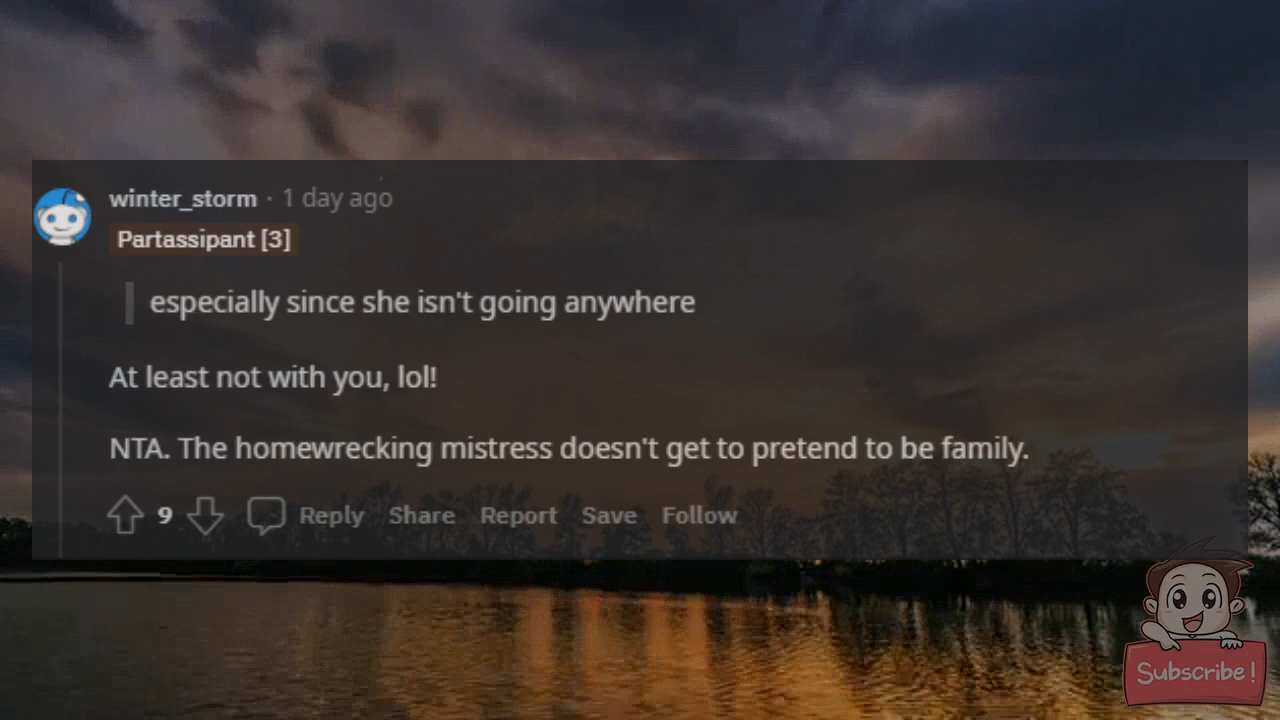 winter_storm · 1 day ago
Partassipant [3]
especially since she isn't going anywhere
At least not with you, lol!
NTA. The homewrecking mistress doesn't get to pretend to be family.
9 Reply Share Report Save Follow
Subscribe!